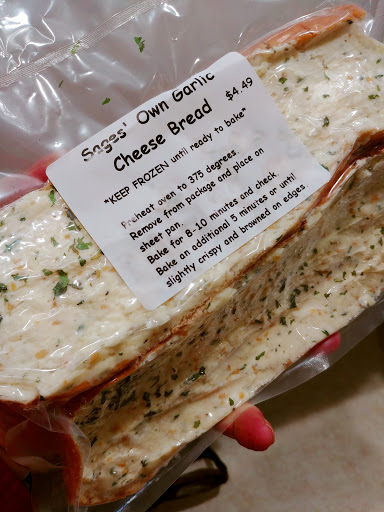 Sages' Own Garlic
Cheese Bread $4.49
*KEEP FROZEN until ready to bake*
Preheat oven to 375 degrees.
Remove from package and place on
sheet pan.
Bake for 8-10 minutes and check.
Bake an additional 5 minutes or until
slightly crispy and browned on edges.